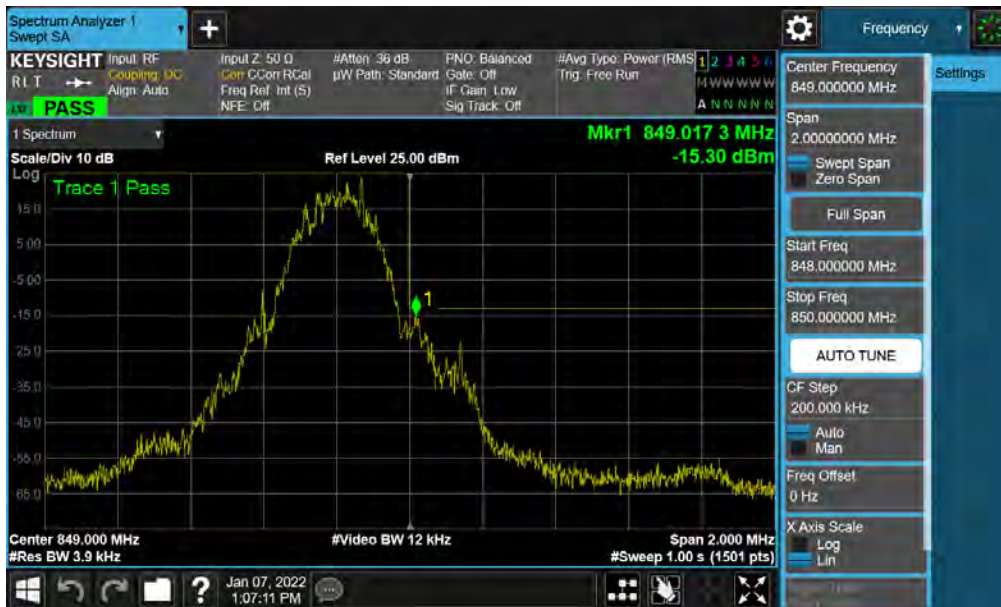 Spectrum Analyzer 1
Swept SA
Frequency
KEYSIGHT
Input: RF
Input Z: 50 Ω
#Atten: 36 dB
PNO: Balanced
#Avg Type: Power (RMS
1 2 3 4 5 6
RLT
Coupling: DC
Corr CCorr RCal
µW Path: Standard
Gate: Off
Trig: Free Run
M W W W W W
Align: Auto
Freq Ref: Int (S)
IF Gain: Low
PASS
NFE: Off
Sig Track: Off
A N N N N N
Center Frequency
849.000000 MHz
Settings
Span
2.00000000 MHz
Swept Span
Zero Span
Full Span
Start Freq
848.000000 MHz
Stop Freq
850.000000 MHz
AUTO TUNE
CF Step
200.000 kHz
Auto
Man
Freq Offset
0 Hz
X Axis Scale
Log
Lin
1 Spectrum
Mkr1 849.017 3 MHz
Scale/Div 10 dB
Ref Level 25.00 dBm
-15.30 dBm
Log
Trace 1 Pass
15.0
5.00
-5.00
1
-15.0
-25.0
-35.0
-45.0
-55.0
-65.0
Center 849.000 MHz
#Video BW 12 kHz
Span 2.000 MHz
#Res BW 3.9 kHz
#Sweep 1.00 s (1501 pts)
Jan 07, 2022
1:07:11 PM